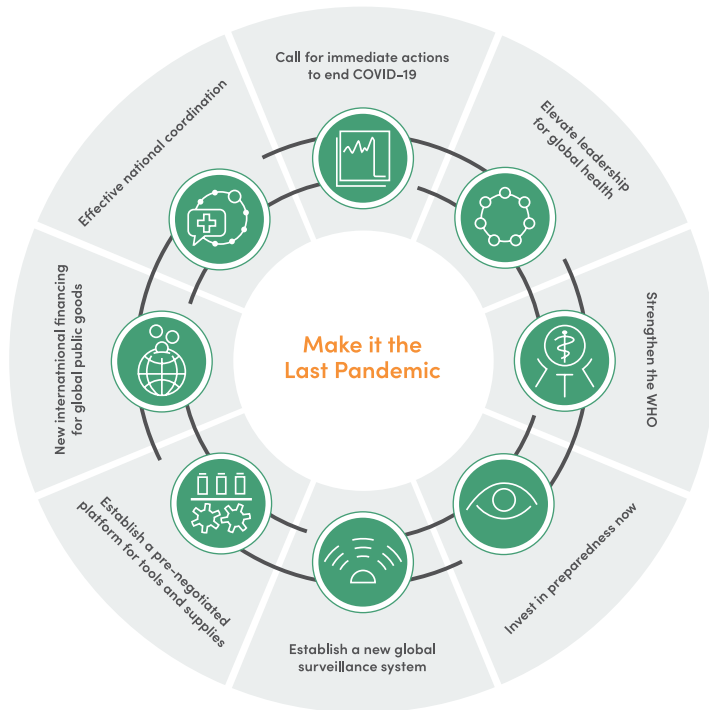 Call for immediate actions
to end COVID-19
Elevate leadership
for global health
Strengthen the WHO
Invest in preparedness now
Establish a new global
surveillance system
Establish a pre-negotiated
platform for tools and supplies
New internatnional financing
for global public goods
Effective national coordination
Make it the
Last Pandemic